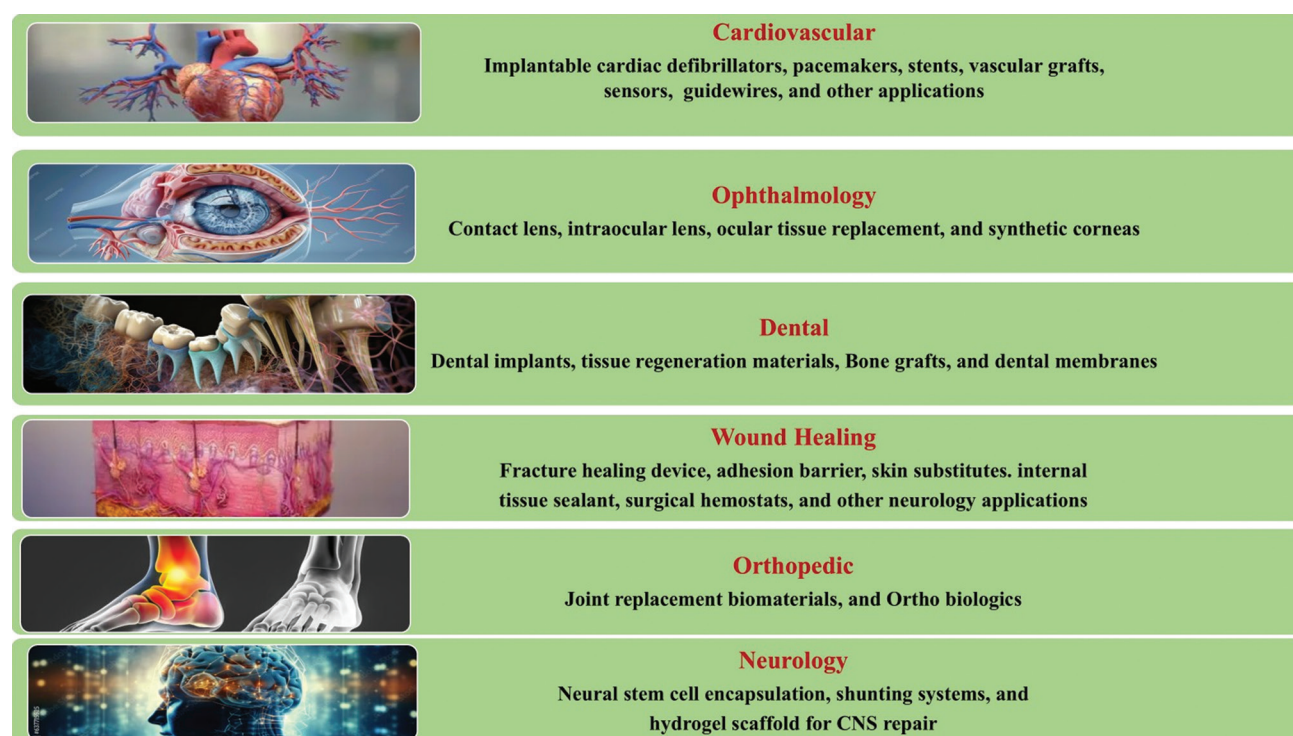 Cardiovascular
Implantable cardiac defibrillators, pacemakers, stents, vascular grafts,
sensors, guidewires, and other applications
Ophthalmology
Contact lens, intraocular lens, ocular tissue replacement, and synthetic corneas
Dental
Dental implants, tissue regeneration materials, Bone grafts, and dental membranes
Wound Healing
Fracture healing device, adhesion barrier, skin substitutes. internal
tissue sealant, surgical hemostats, and other neurology applications
Orthopedic
Joint replacement biomaterials, and Ortho biologics
Neurology
Neural stem cell encapsulation, shunting systems, and
hydrogel scaffold for CNS repair